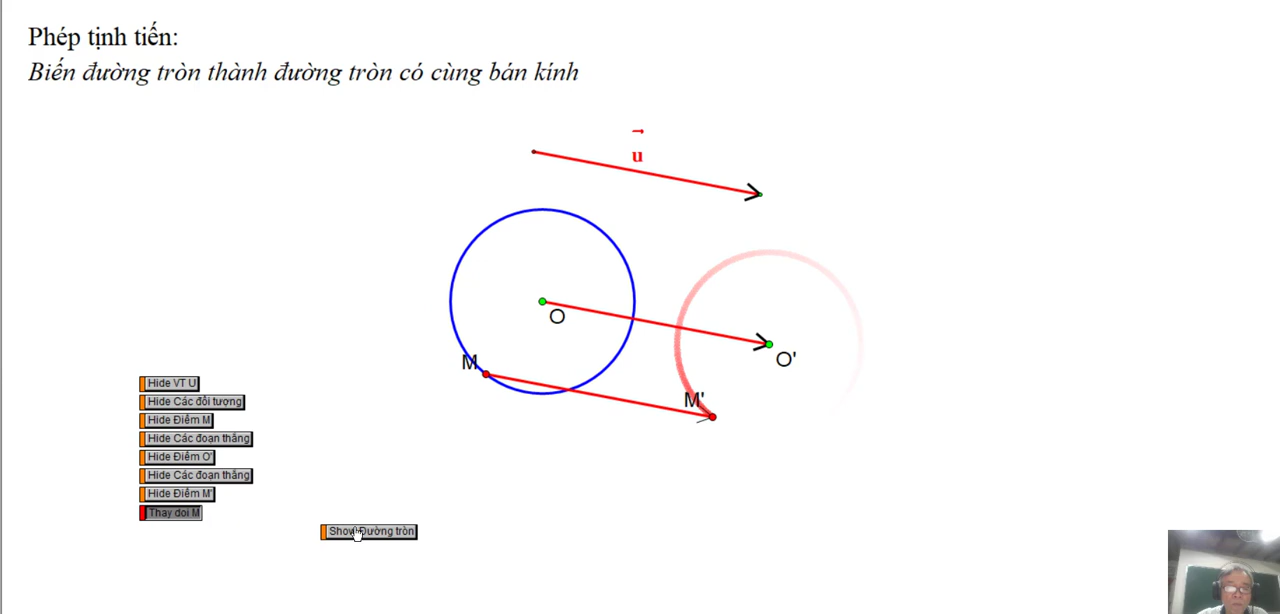 Phép tịnh tiến:
Biến đường tròn thành đường tròn có cùng bán kính
u
O
O'
M
M'
Hide VT U
Hide Các đối tượng
Hide Điểm M
Hide Các đoạn thẳng
Hide Điểm O'
Hide Các đoạn thẳng
Hide Điểm M'
Thay doi M
Show Đường tròn